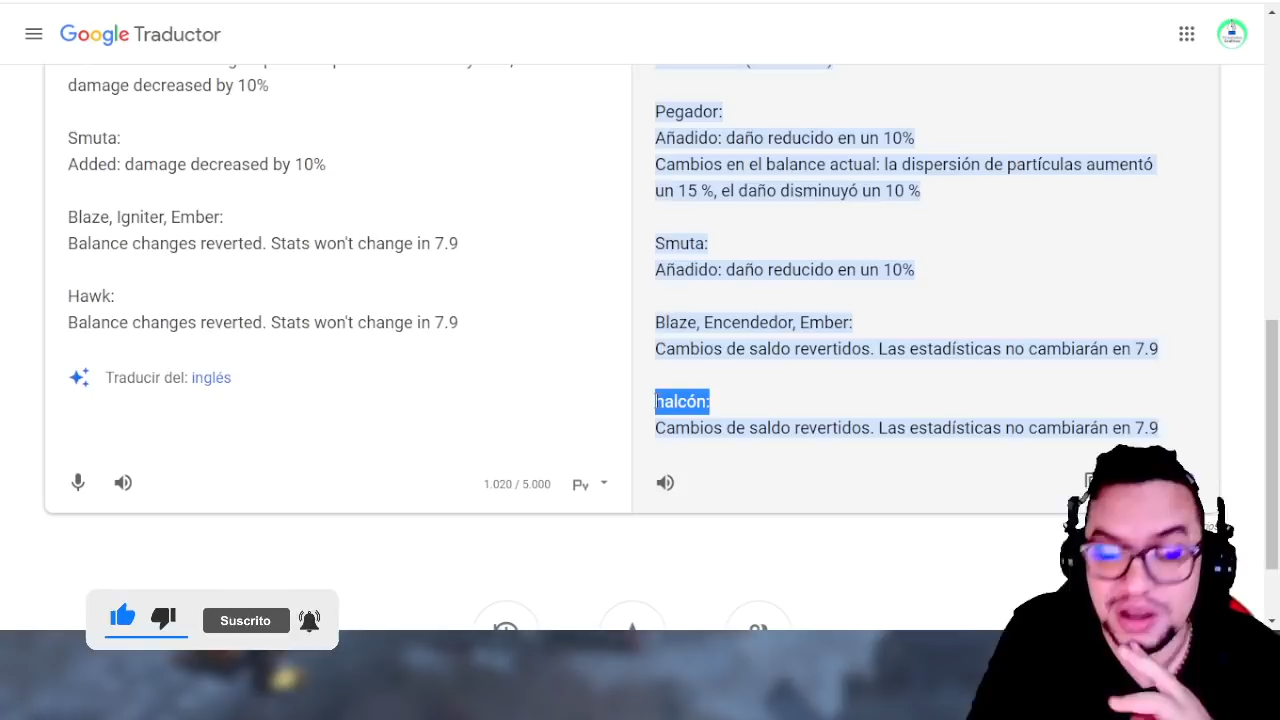 Google Traductor
damage decreased by 10%
Smuta:
Added: damage decreased by 10%
Blaze, Igniter, Ember:
Balance changes reverted. Stats won't change in 7.9
Hawk:
Balance changes reverted. Stats won't change in 7.9
Traducir del: inglés
1.020 / 5.000
Pegador:
Añadido: daño reducido en un 10%
Cambios en el balance actual: la dispersión de partículas aumentó
un 15 %, el daño disminuyó un 10 %
Smuta:
Añadido: daño reducido en un 10%
Blaze, Encendedor, Ember:
Cambios de saldo revertidos. Las estadísticas no cambiarán en 7.9
halcón:
Cambios de saldo revertidos. Las estadísticas no cambiarán en 7.9
Suscrito